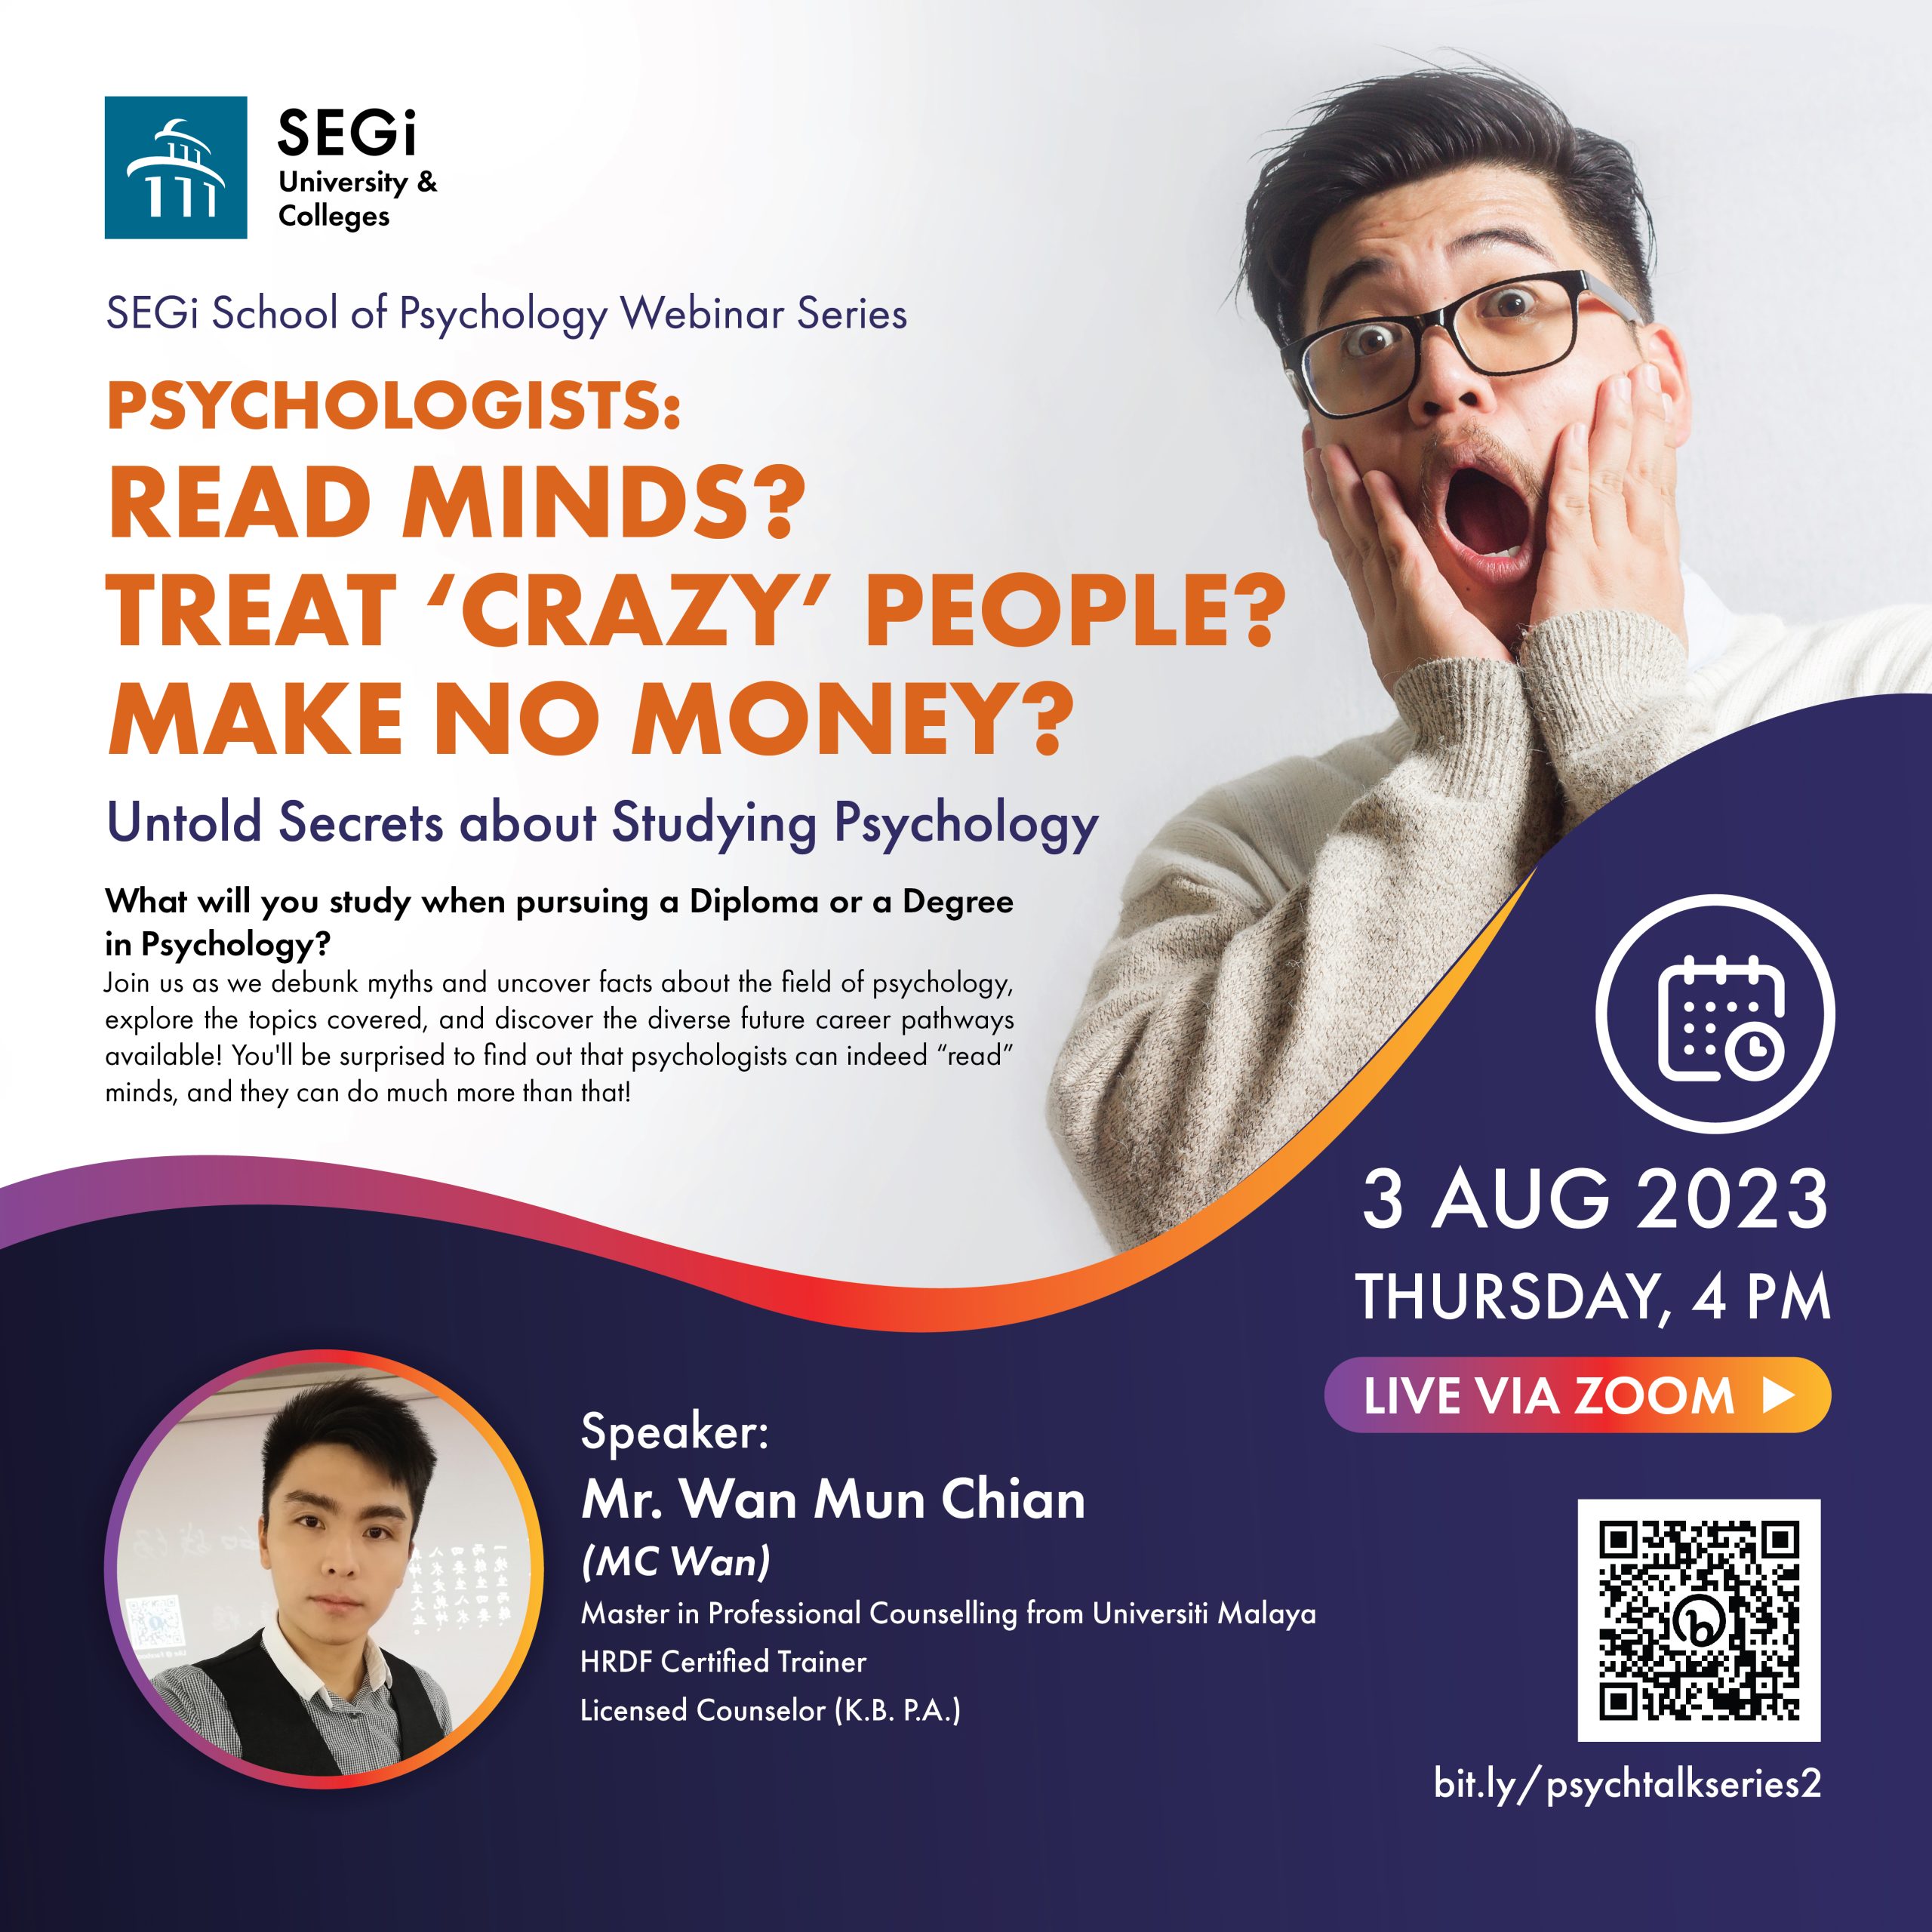 SEGi
University &
Colleges
SEGi School of Psychology Webinar Series
PSYCHOLOGISTS:
READ MINDS?
TREAT ‘CRAZY’ PEOPLE?
MAKE NO MONEY?
Untold Secrets about Studying Psychology
What will you study when pursuing a Diploma or a Degree
in Psychology?
Join us as we debunk myths and uncover facts about the field of psychology,
explore the topics covered, and discover the diverse future career pathways
available! You'll be surprised to find out that psychologists can indeed “read”
minds, and they can do much more than that!
3 AUG 2023
THURSDAY, 4 PM
LIVE VIA ZOOM
Speaker:
Mr. Wan Mun Chian
(MC Wan)
Master in Professional Counselling from Universiti Malaya
HRDF Certified Trainer
Licensed Counselor (K.B. P.A.)
bit.ly/psychtalkseries2